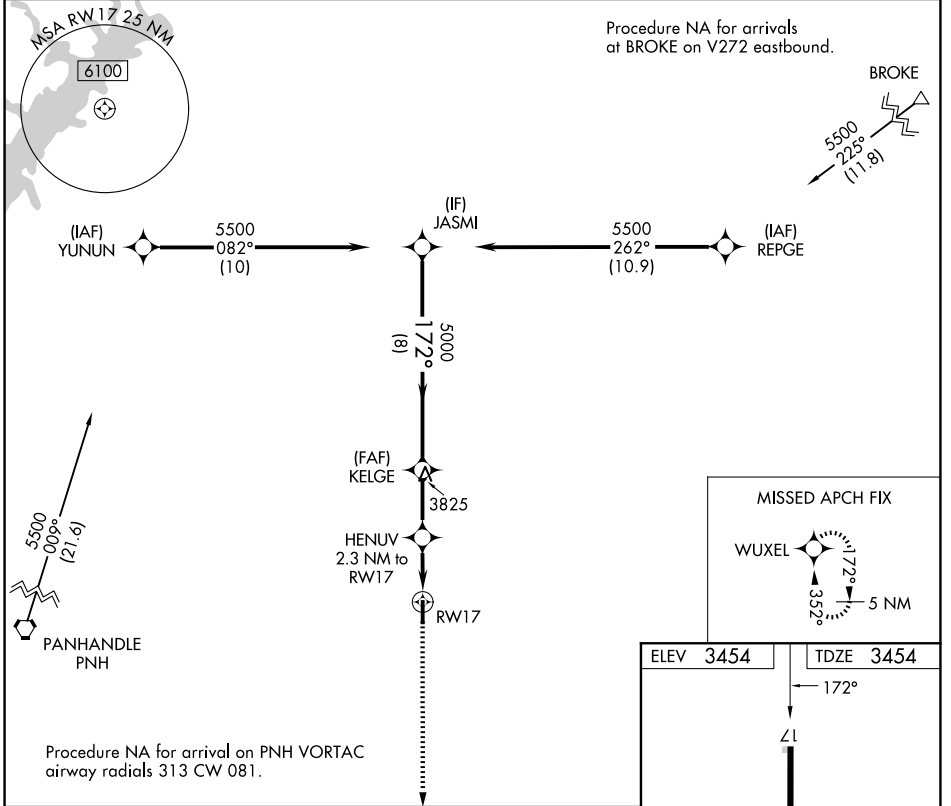 MSA RW17 25 NM
6100
Procedure NA for arrivals
at BROKE on V272 eastbound.
BROKE
5500
225°
(11.8)
(IAF)
YUNUN
5500
082°
(10)
(IF)
JASMI
5500
262°
(10.9)
(IAF)
REPGE
5000
172°
(8)
(FAF)
KELGE
3825
HENUV
2.3 NM to
RW17
RW17
5500
009°
(21.6)
PANHANDLE
PNH
MISSED APCH FIX
WUXEL
172°
352°
5 NM
ELEV 3454
TDZE 3454
172°
17
Procedure NA for arrival on PNH VORTAC
airway radials 313 CW 081.